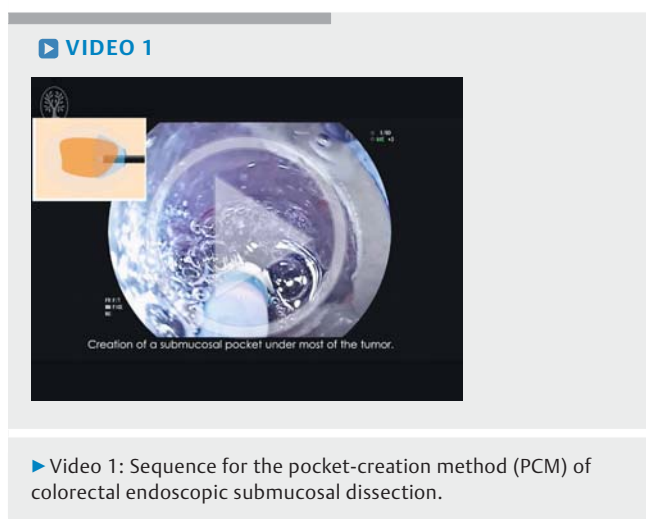 VIDEO 1
Creation of a submucosal pocket under most of the tumor.
Video 1: Sequence for the pocket-creation method (PCM) of
colorectal endoscopic submucosal dissection.